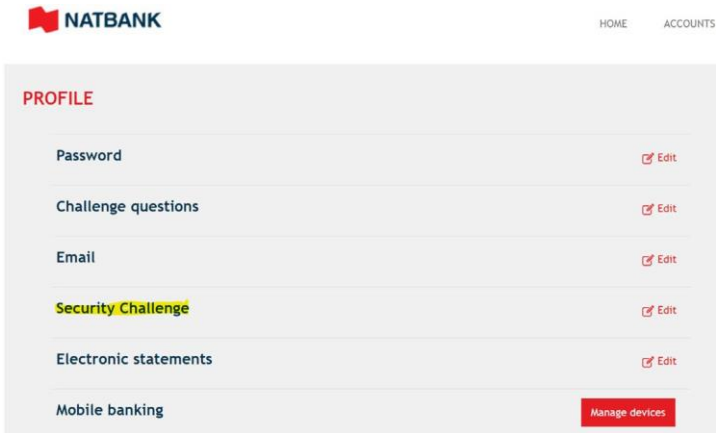 NATBANK
HOME ACCOUNTS
PROFILE
Password Edit
Challenge questions Edit
Email Edit
Security Challenge Edit
Electronic statements Edit
Mobile banking Manage devices